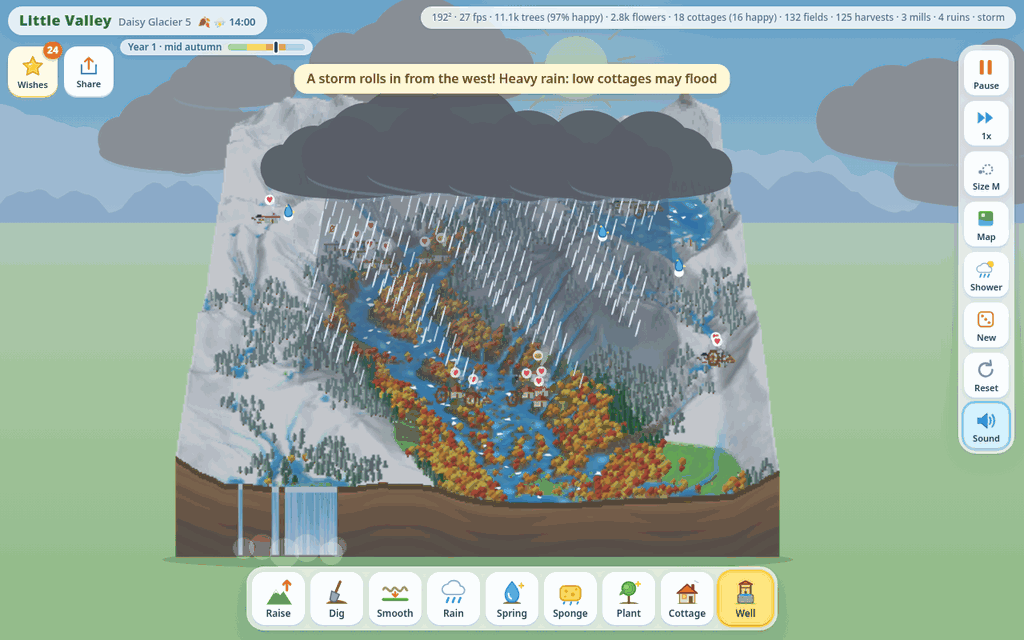 Little Valley Daisy Glacier 5 14:00
192² · 27 fps · 11.1k trees (97% happy) · 2.8k flowers · 18 cottages (16 happy) · 132 fields · 125 harvests · 3 mills · 4 ruins · storm
Year 1 · mid autumn
24
Wishes
Share
A storm rolls in from the west! Heavy rain: low cottages may flood
Pause
1x
Size M
Map
Shower
New
Reset
Sound
Raise
Dig
Smooth
Rain
Spring
Sponge
Plant
Cottage
Well